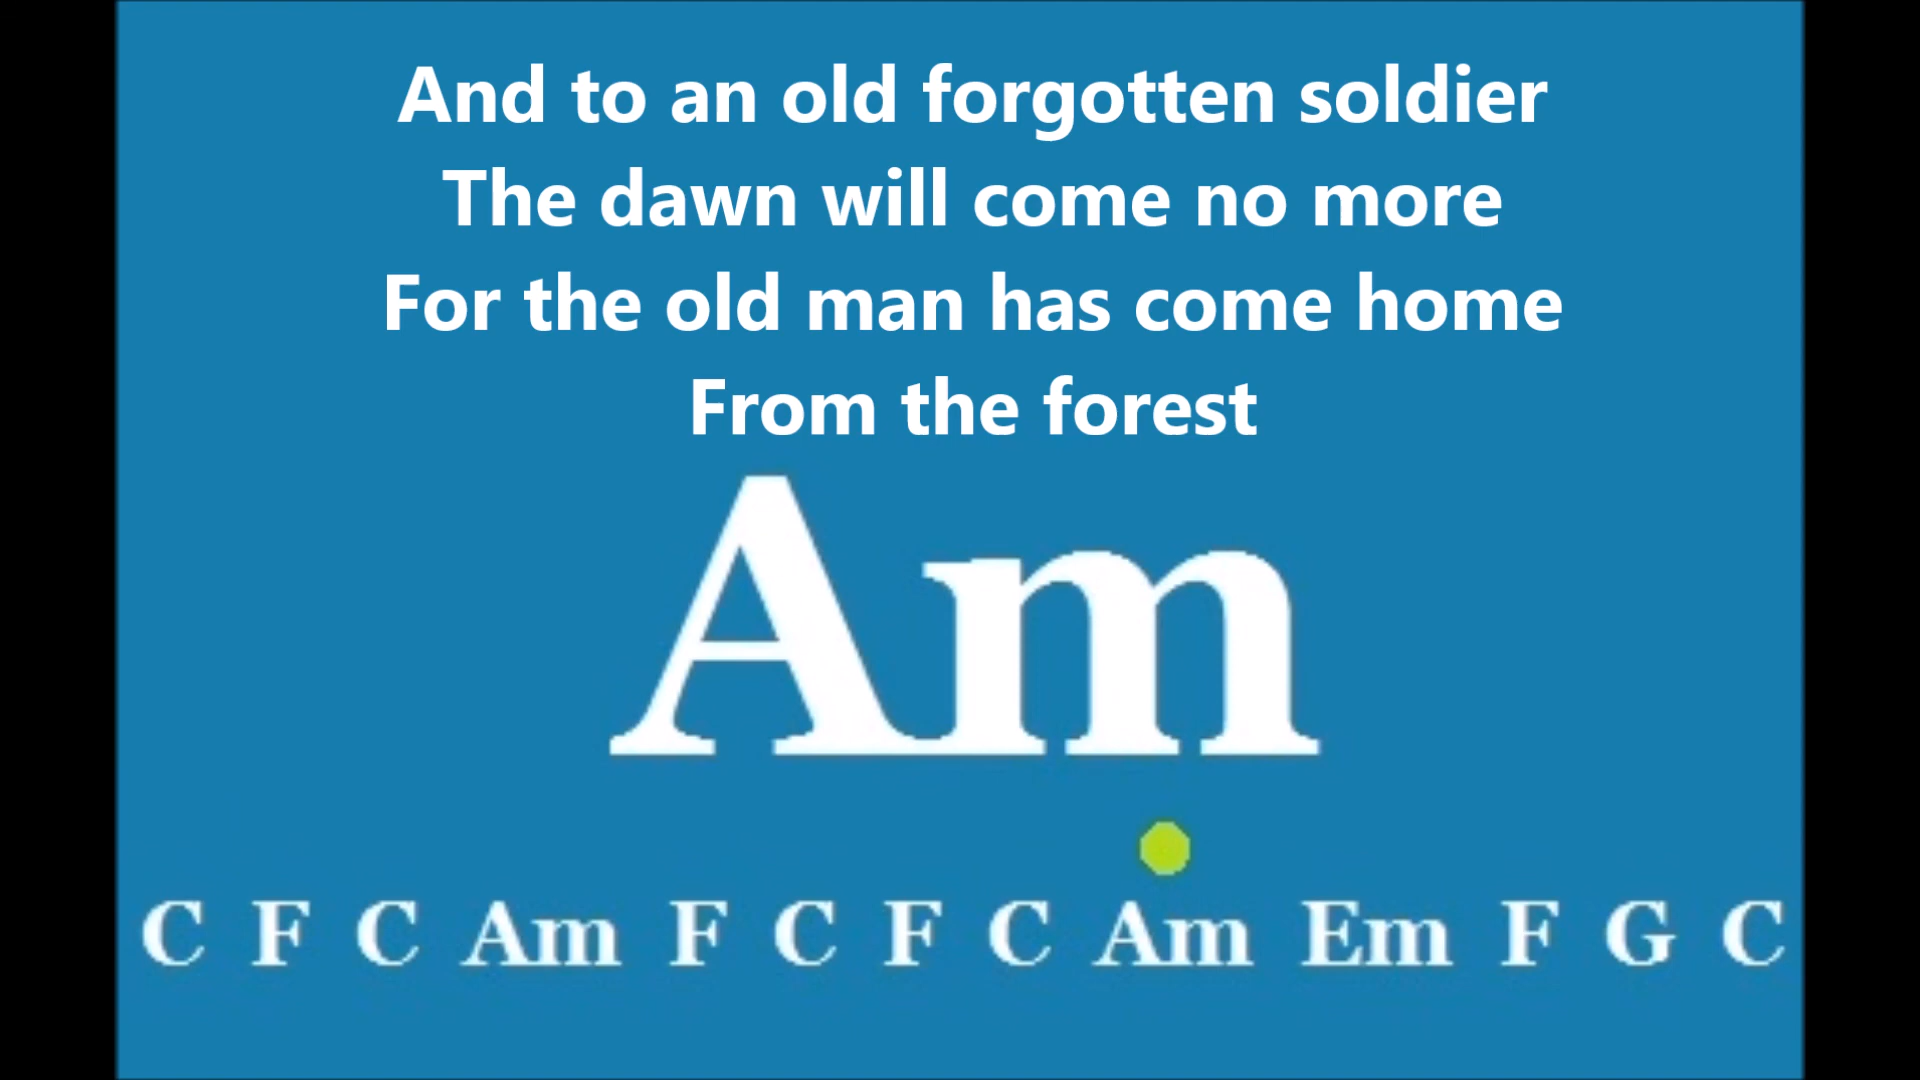 And to an old forgotten soldier
The dawn will come no more
For the old man has come home
From the forest
Am
C F C Am F C F C Am Em F G C